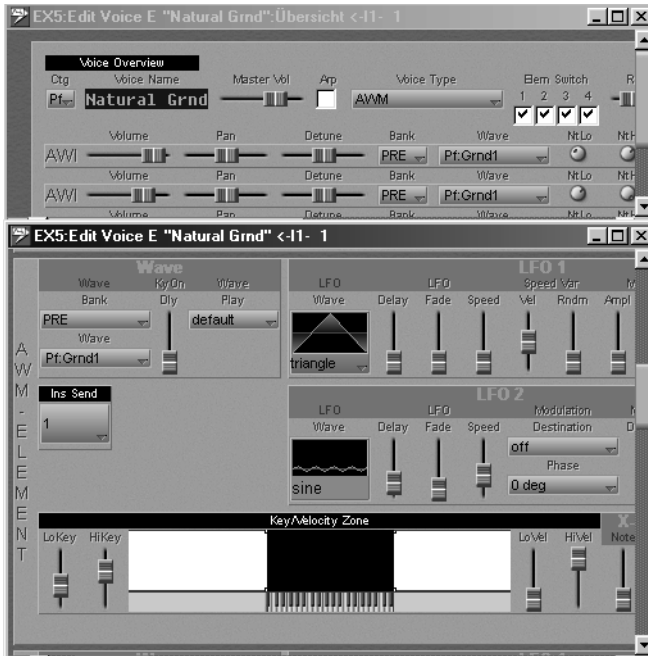 EX5:Edit Voice E "Natural Grnd":Übersicht <-I1- 1
Voice Overview
Ctg Voice Name Master Vol Arp Voice Type Elem Switch
1 2 3 4
Pf Natural Grnd AWM
Volume Pan Detune Bank Wave NtLo
AWI PRE Pf:Grnd1
AWI PRE Pf:Grnd1
Volume Pan Detune Bank Wave NtLo
EX5:Edit Voice E "Natural Grnd" <-I1- 1
Wave
Wave KyOn Wave
Bank Dly Play
PRE default
Wave
Pf:Grnd1
LFO 1
LFO LFO Speed Var
Wave Delay Fade Speed Vel Rndm Ampl
triangle
AWM-ELEMENT
Ins Send
1
LFO 2
LFO LFO Modulation
Wave Delay Fade Speed Destination
off
Phase
sine 0 deg
Key/Velocity Zone X-
LoKey HiKey LoVel HiVel Note